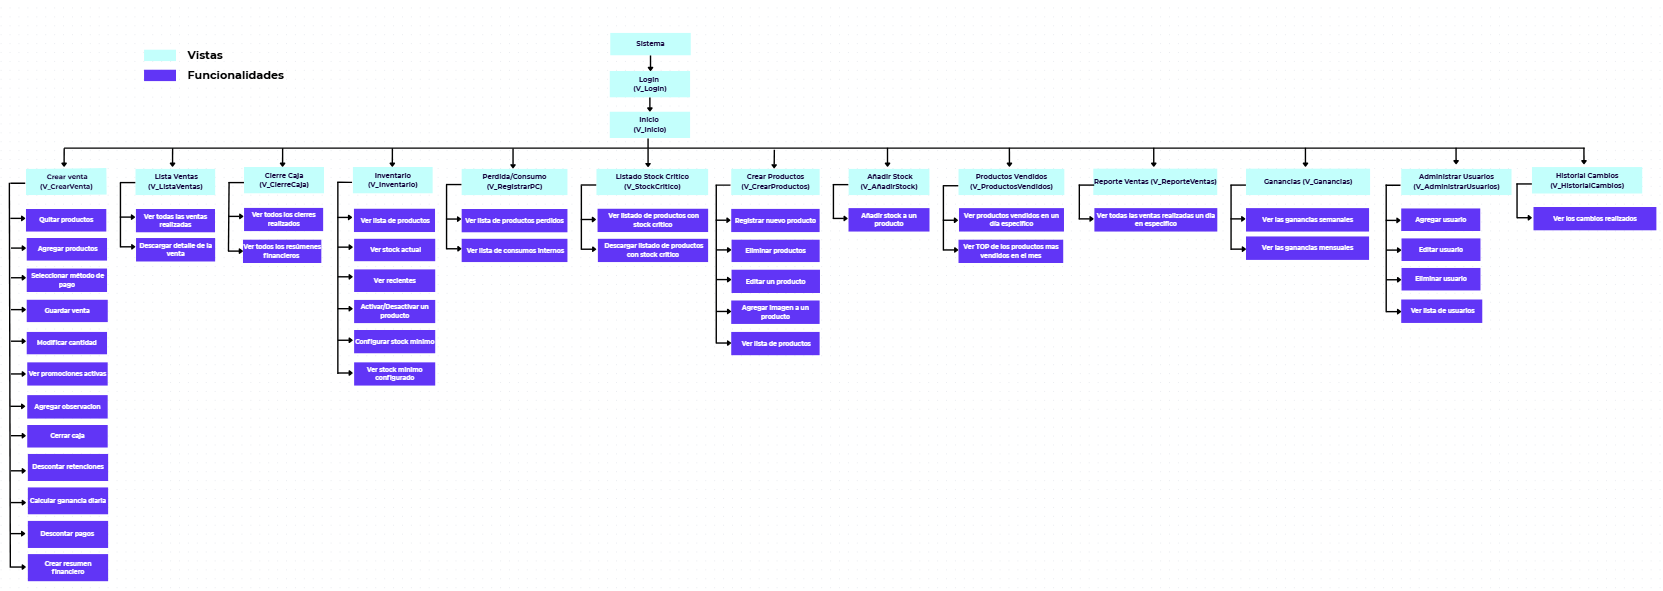 Vistas
Funcionalidades
Sistema
Login
(V_Login)
Inicio
(V_Inicio)
Crear venta
(V_CrearVenta)
Quitar productos
Agregar productos
Seleccionar método de
pago
Guardar venta
Modificar cantidad
Ver promociones activas
Agregar observacion
Cerrar caja
Descontar retenciones
Calcular ganancia diaria
Descontar pagos
Crear resumen
financiero
Lista Ventas
(V_ListaVentas)
Ver todas las ventas
realizadas
Descargar detalle de la
venta
Cierre Caja
(V_CierreCaja)
Ver todos los cierres
realizados
Ver todos los resúmenes
financieros
Inventario
(V_Inventario)
Ver lista de productos
Ver stock actual
Ver recientes
Activar/Desactivar un
producto
Configurar stock minimo
Ver stock minimo
configurado
Perdida/Consumo
(V_RegistrarPC)
Ver lista de productos perdidos
Ver lista de consumos internos
Listado Stock Critico
(V_StockCritico)
Ver listado de productos con
stock critico
Descargar listado de productos
con stock critico
Crear Productos
(V_CrearProductos)
Registrar nuevo producto
Eliminar productos
Editar un producto
Agregar imagen a un
producto
Ver lista de productos
Añadir Stock
(V_AñadirStock)
Añadir stock a un
producto
Productos Vendidos
(V_ProductosVendidos)
Ver productos vendidos en un
día especifico
Ver TOP de los productos mas
vendidos en el mes
Reporte Ventas (V_ReporteVentas)
Ver todas las ventas realizadas un día
en especifico
Ganancias (V_Ganancias)
Ver las ganancias semanales
Ver las ganancias mensuales
Administrar Usuarios
(V_AdministrarUsuarios)
Agregar usuario
Editar usuario
Eliminar usuario
Ver lista de usuarios
Historial Cambios
(V_HistorialCambios)
Ver los cambios realizados